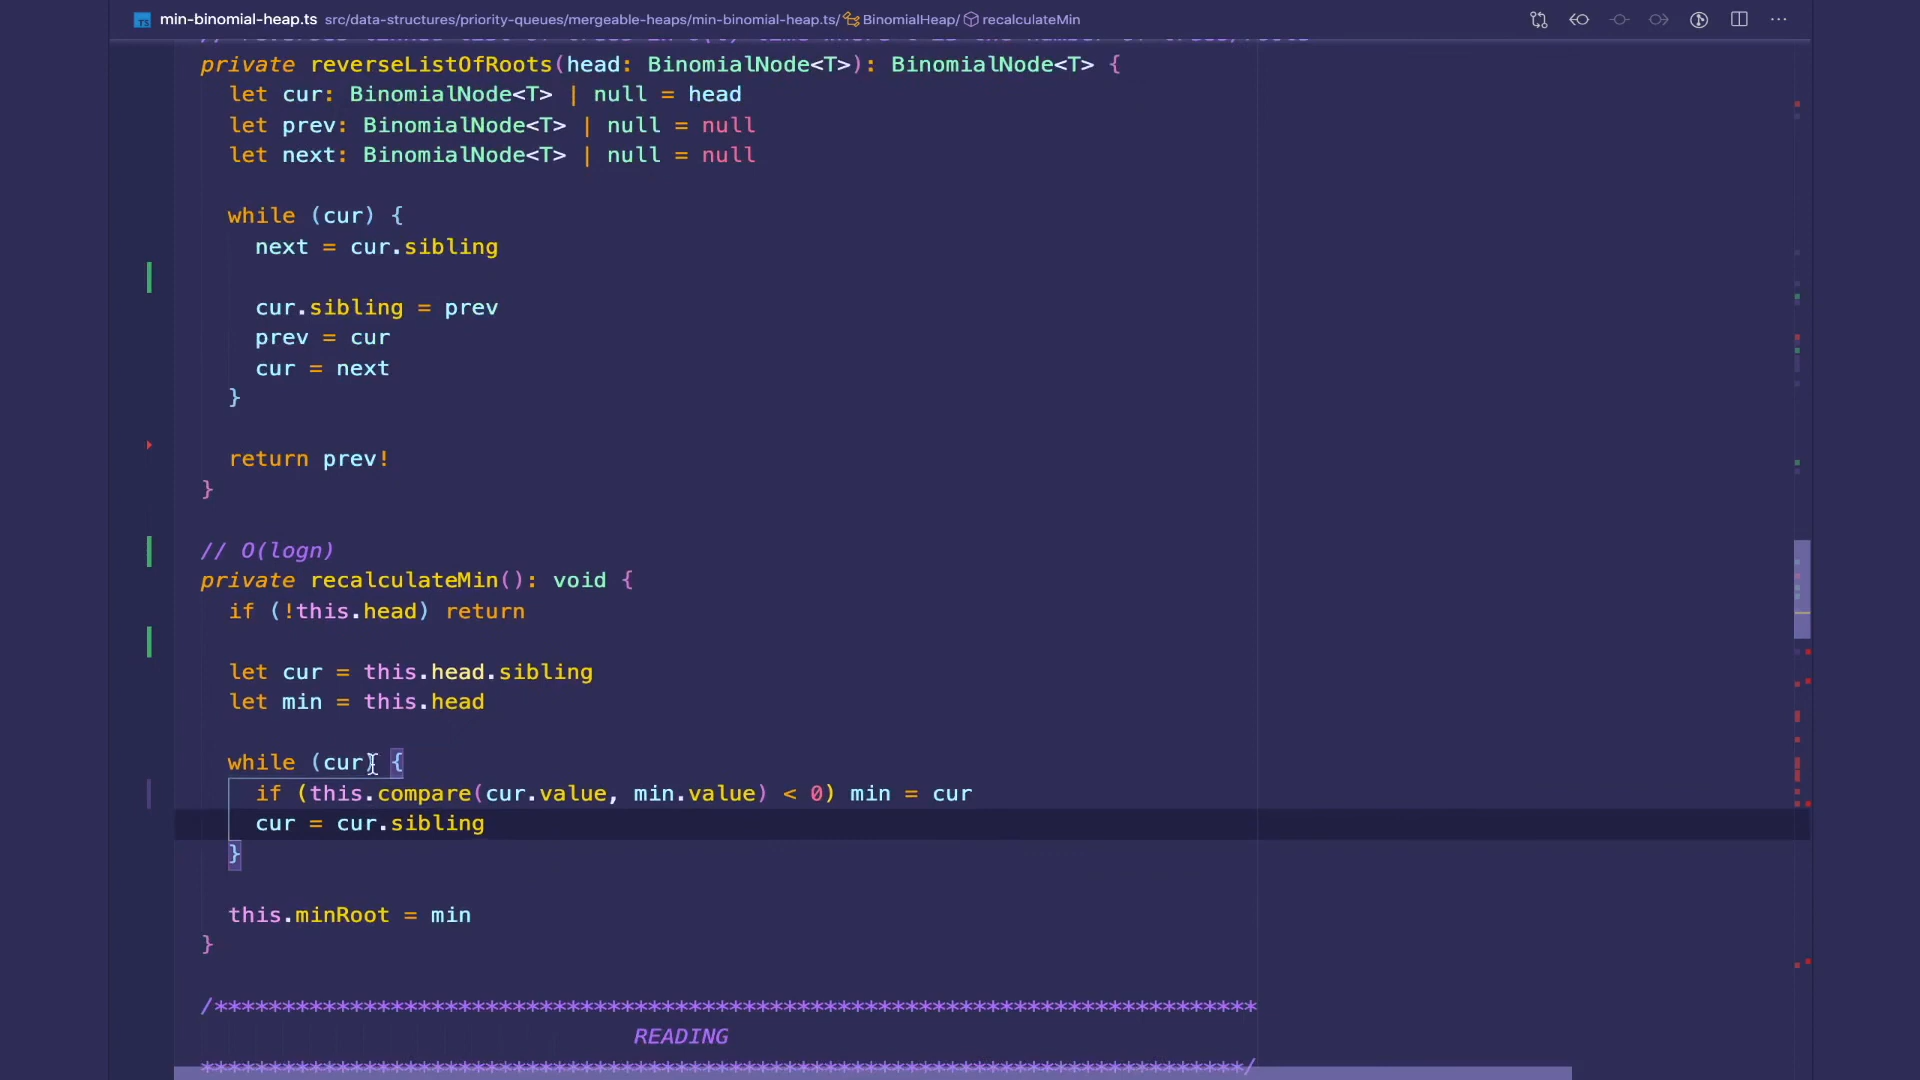 min-binomial-heap.ts src/data-structures/priority-queues/mergeable-heaps/min-binomial-heap.ts/ BinomialHeap/ recalculateMin
private reverseListOfRoots(head: BinomialNode<T>): BinomialNode<T> {
let cur: BinomialNode<T> | null = head
let prev: BinomialNode<T> | null = null
let next: BinomialNode<T> | null = null
while (cur) {
next = cur.sibling
cur.sibling = prev
prev = cur
cur = next
}
return prev!
}
// O(logn)
private recalculateMin(): void {
if (!this.head) return
let cur = this.head.sibling
let min = this.head
while (cur) {
if (this.compare(cur.value, min.value) < 0) min = cur
cur = cur.sibling
}
this.minRoot = min
}
/*****************************************************************************
READING
*****************************************************************************/